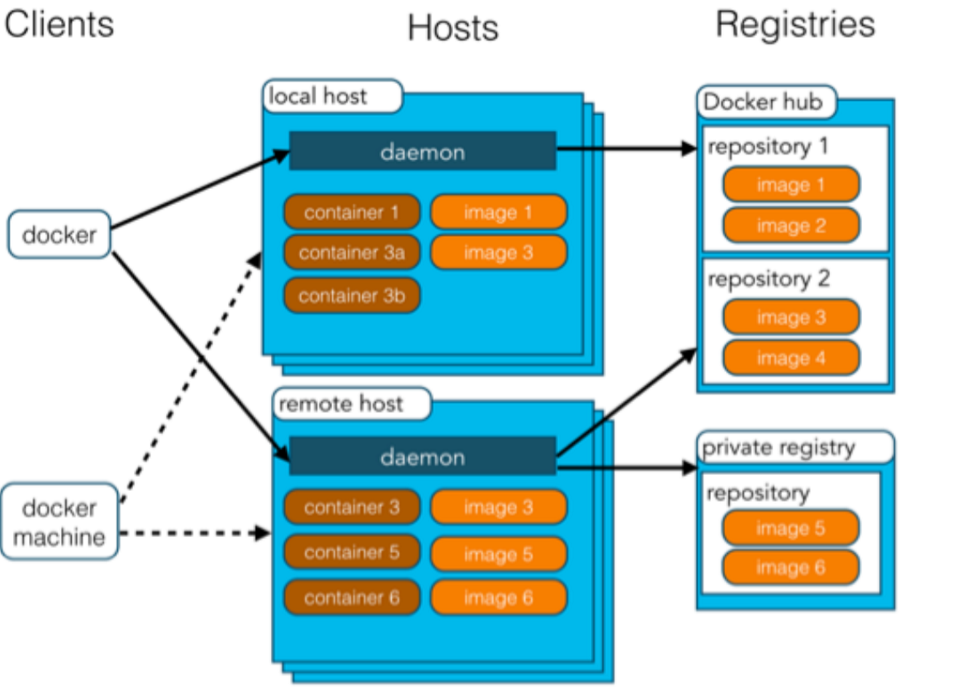 Clients
Hosts
Registries
docker
docker
machine
local host
daemon
container 1
image 1
container 3a
image 3
container 3b
remote host
daemon
container 3
image 3
container 5
image 5
container 6
image 6
Docker hub
repository 1
image 1
image 2
repository 2
image 3
image 4
private registry
repository
image 5
image 6